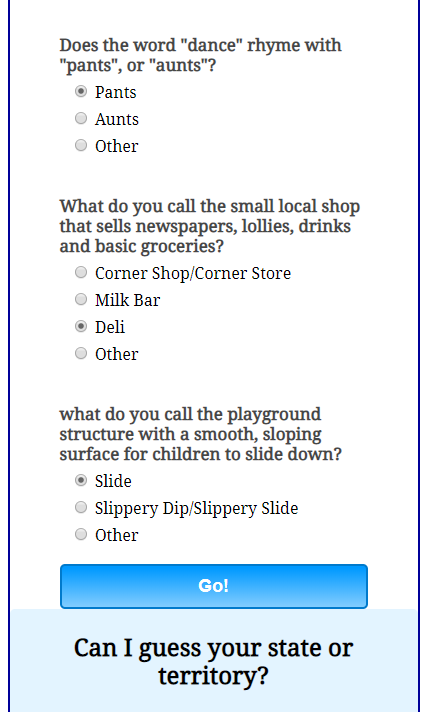 Does the word "dance" rhyme with
"pants", or "aunts"?
Pants
Aunts
Other
What do you call the small local shop
that sells newspapers, lollies, drinks
and basic groceries?
Corner Shop/Corner Store
Milk Bar
Deli
Other
what do you call the playground
structure with a smooth, sloping
surface for children to slide down?
Slide
Slippery Dip/Slippery Slide
Other
Go!
Can I guess your state or
territory?